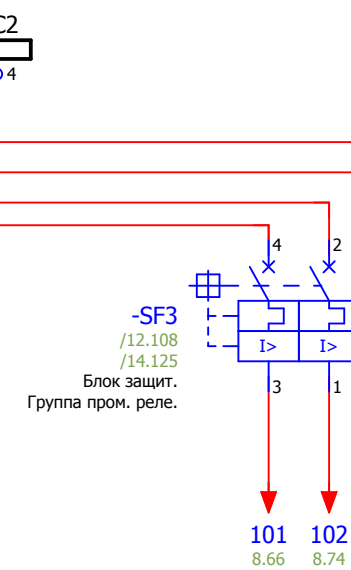 C2
4
4 2
-SF3
/12.108
/14.125
I> I>
Блок защит.
Группа пром. реле.
3 1
101 102
8.66 8.74